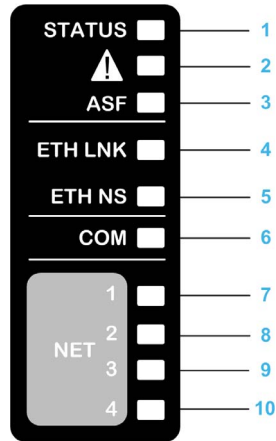 STATUS 1
2
ASF 3
ETH LNK 4
ETH NS 5
COM 6
1 7
NET 2 8
3 9
4 10